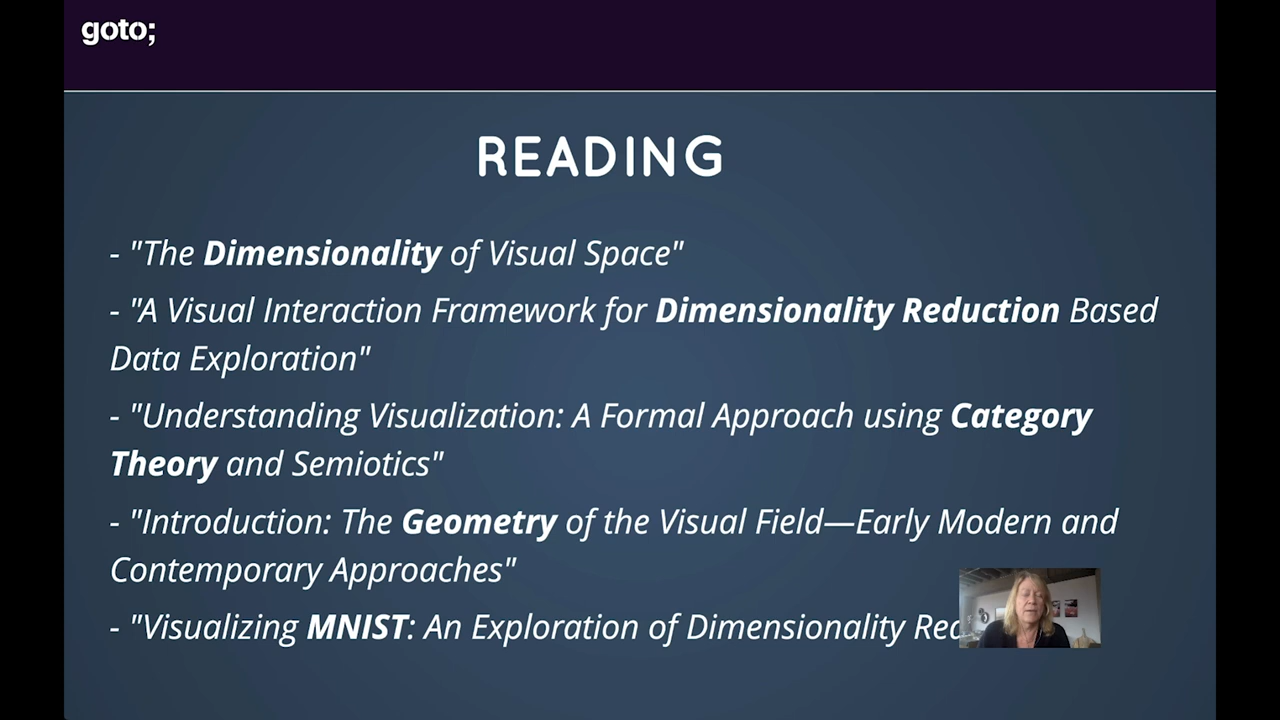 goto;
READING
- "The Dimensionality of Visual Space"
- "A Visual Interaction Framework for Dimensionality Reduction Based
Data Exploration"
- "Understanding Visualization: A Formal Approach using Category
Theory and Semiotics"
- "Introduction: The Geometry of the Visual Field—Early Modern and
Contemporary Approaches"
- "Visualizing MNIST: An Exploration of Dimensionality